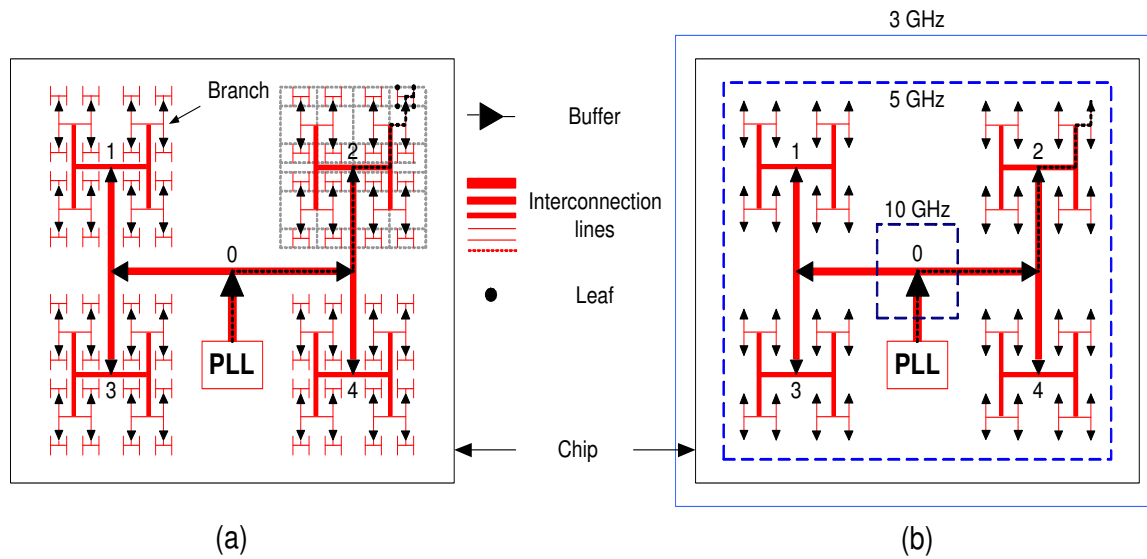 3 GHz
Branch
Buffer
5 GHz
1
2
1
2
Interconnection
lines
10 GHz
0
0
Leaf
PLL
PLL
3
4
3
4
Chip
(a)
(b)